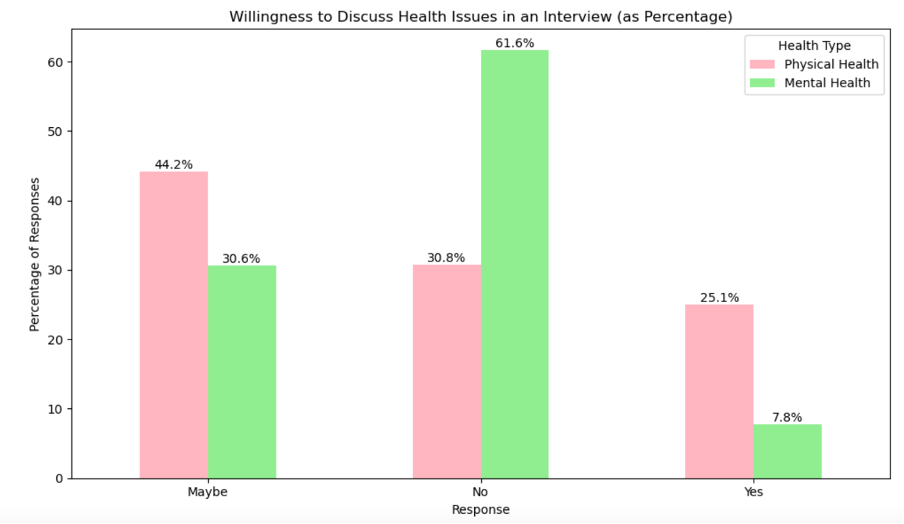 Willingness to Discuss Health Issues in an Interview (as Percentage)
Health Type
Physical Health
Mental Health
Percentage of Responses
60
50
40
30
20
10
0
44.2%
30.6%
30.8%
61.6%
25.1%
7.8%
Maybe
No
Yes
Response